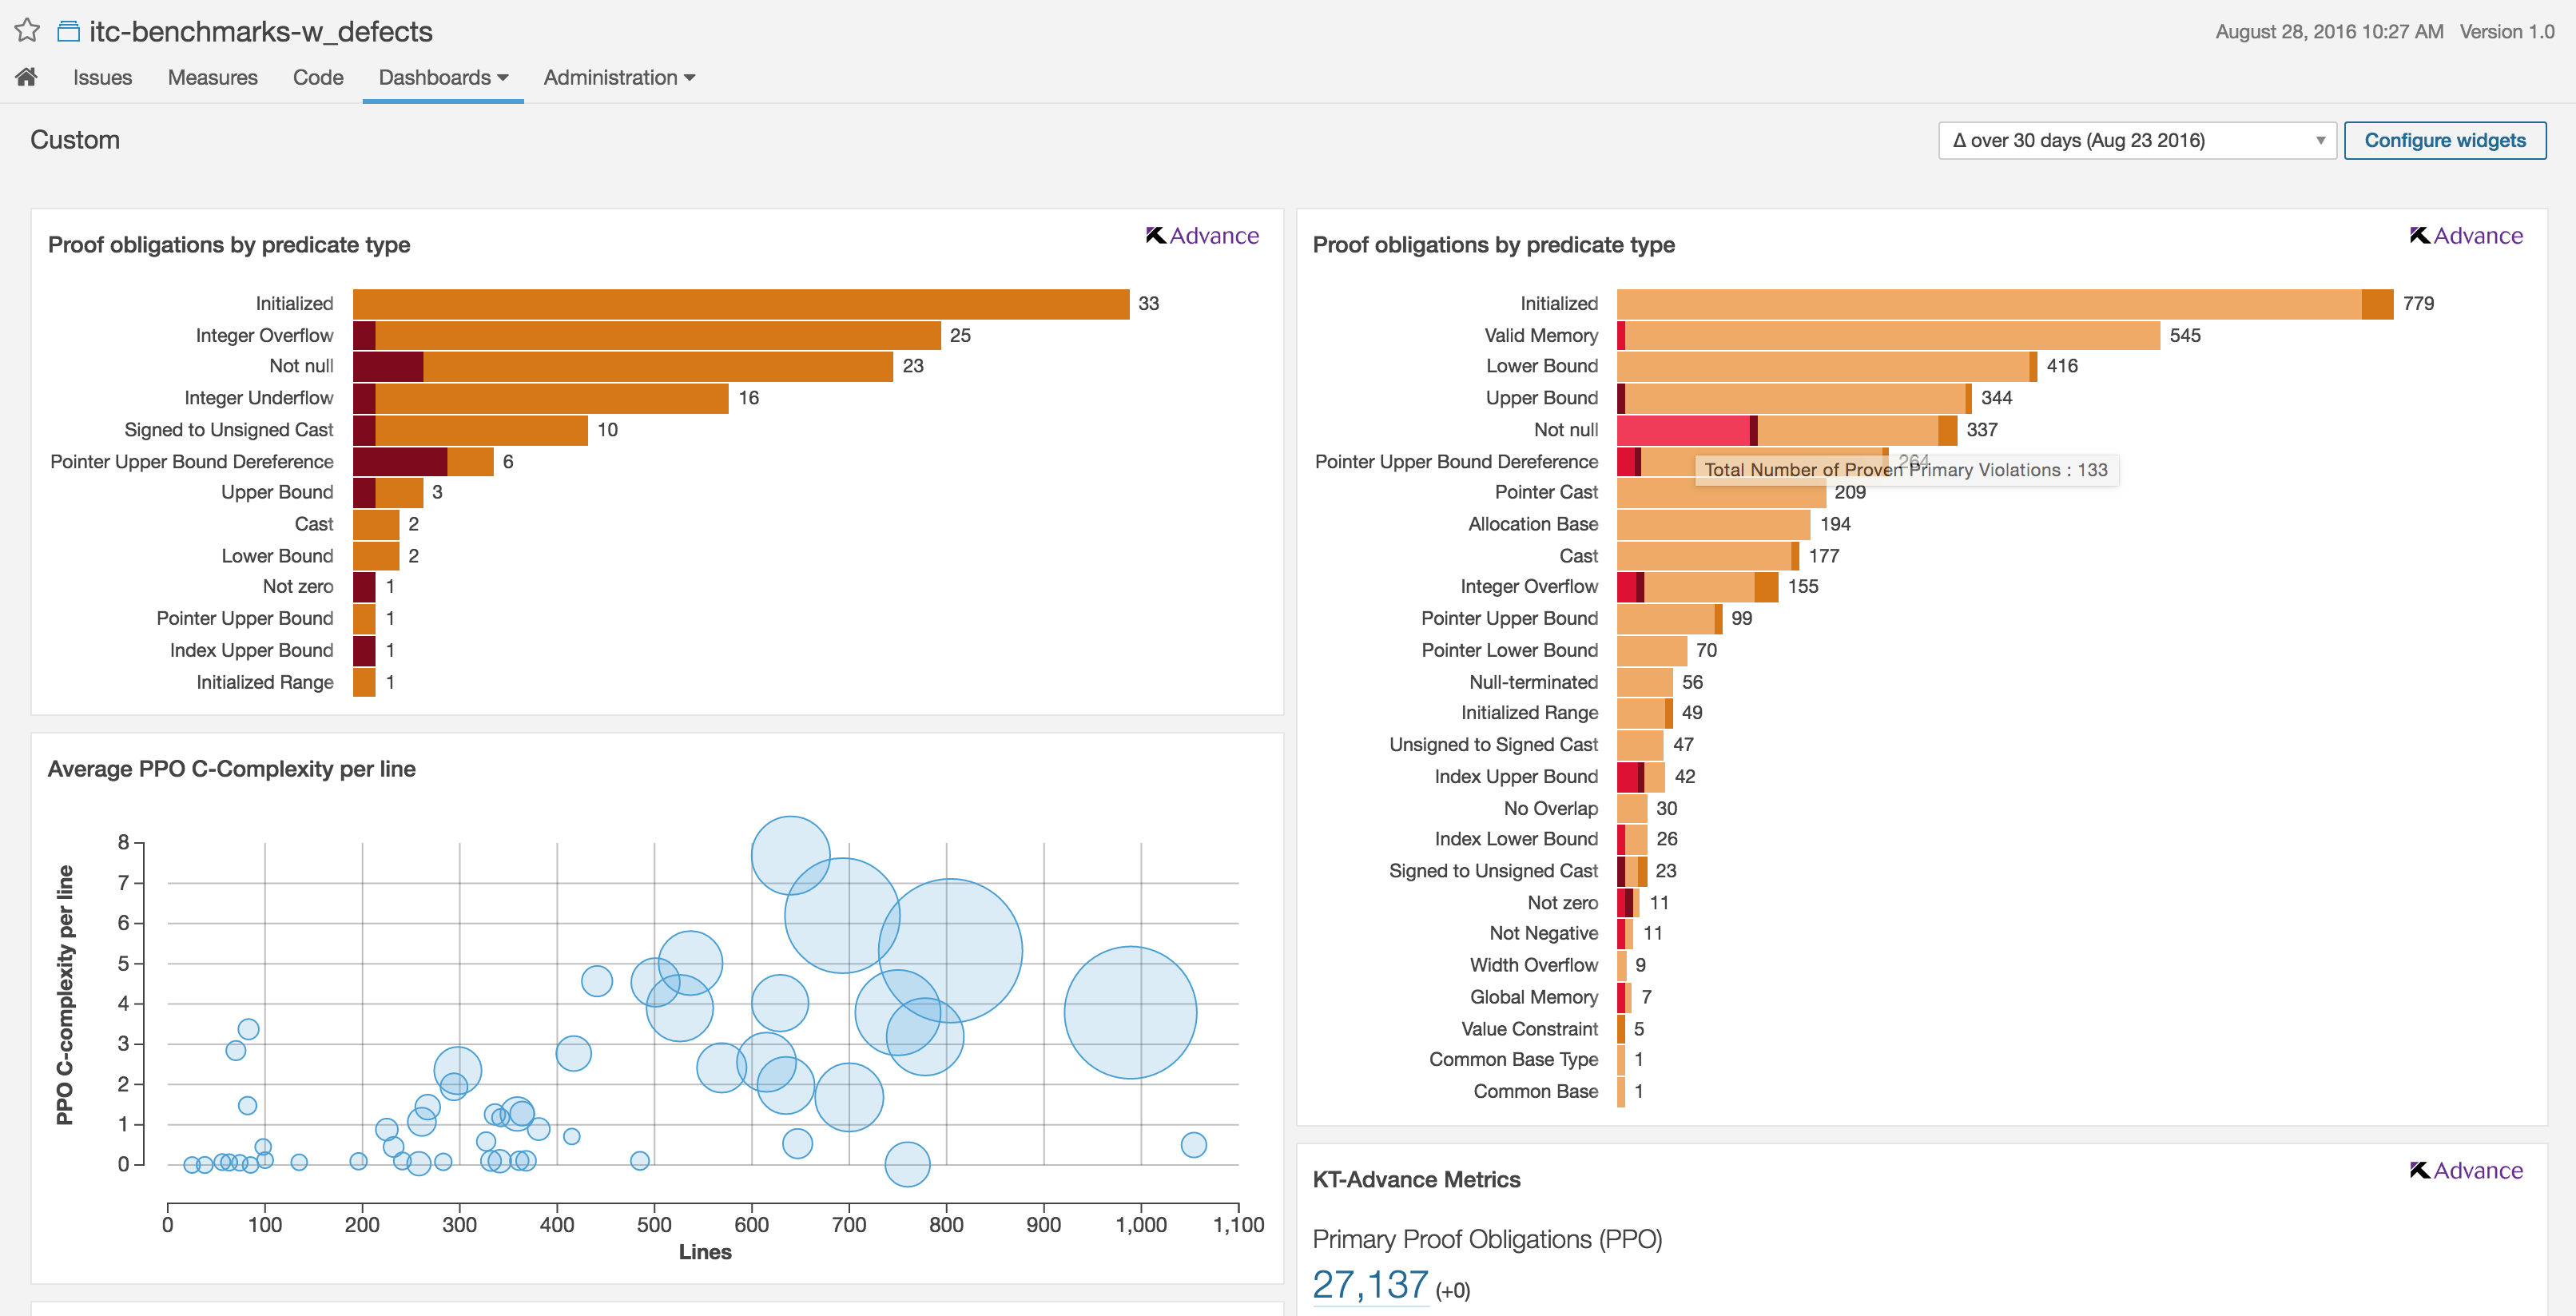 itc-benchmarks-w_defects
August 28, 2016 10:27 AM Version 1.0
Issues Measures Code Dashboards Administration
Custom
Δ over 30 days (Aug 23 2016)
Configure widgets
Proof obligations by predicate type
KAdvance
Initialized 33
Integer Overflow 25
Not null 23
Integer Underflow 16
Signed to Unsigned Cast 10
Pointer Upper Bound Dereference 6
Upper Bound 3
Cast 2
Lower Bound 2
Not zero 1
Pointer Upper Bound 1
Index Upper Bound 1
Initialized Range 1
Average PPO C-Complexity per line
PPO C-complexity per line
8
7
6
5
4
3
2
1
0
0 100 200 300 400 500 600 700 800 900 1,000 1,100
Lines
Proof obligations by predicate type
KAdvance
Initialized 779
Valid Memory 545
Lower Bound 416
Upper Bound 344
Not null 337
Pointer Upper Bound Dereference 264
Total Number of Proven Primary Violations : 133
Pointer Cast 209
Allocation Base 194
Cast 177
Integer Overflow 155
Pointer Upper Bound 99
Pointer Lower Bound 70
Null-terminated 56
Initialized Range 49
Unsigned to Signed Cast 47
Index Upper Bound 42
No Overlap 30
Index Lower Bound 26
Signed to Unsigned Cast 23
Not zero 11
Not Negative 11
Width Overflow 9
Global Memory 7
Value Constraint 5
Common Base Type 1
Common Base 1
KT-Advance Metrics
KAdvance
Primary Proof Obligations (PPO)
27,137 (+0)